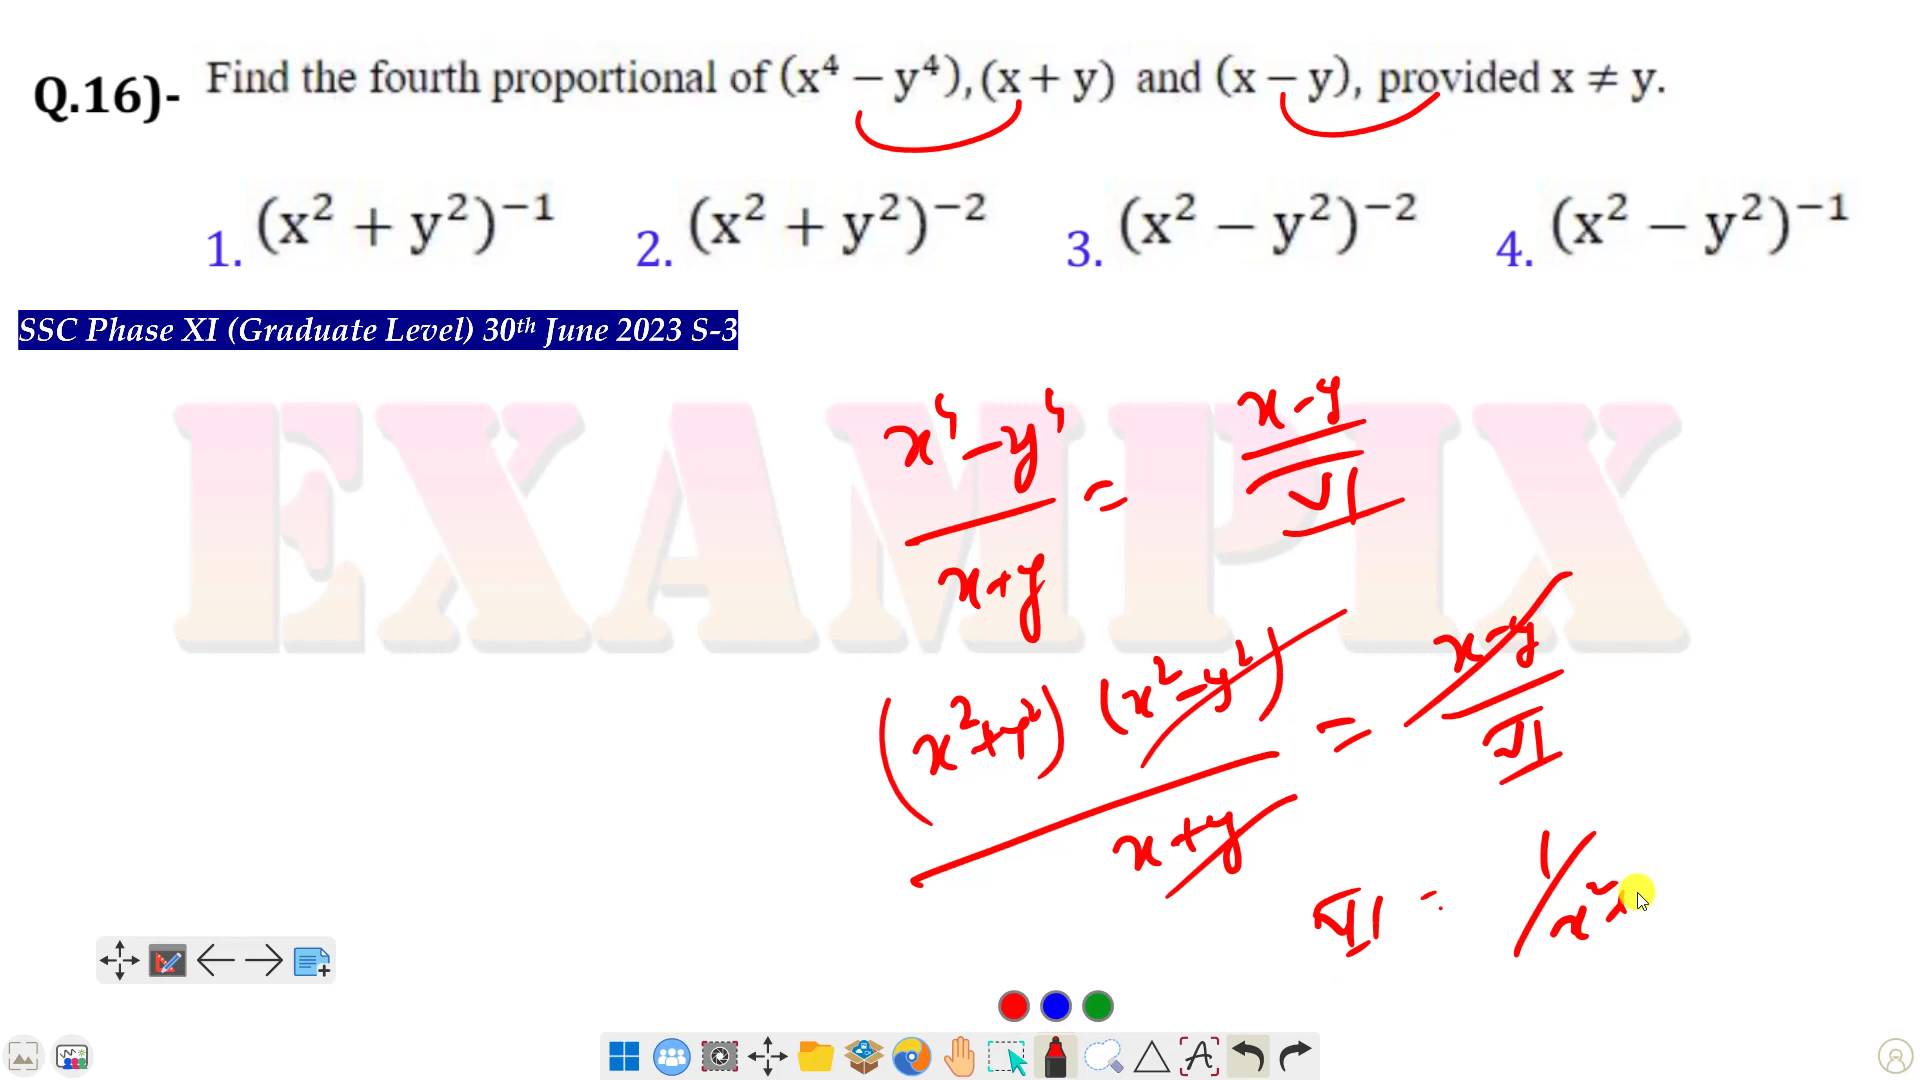 Q.16)- Find the fourth proportional of (x⁴ − y⁴), (x + y) and (x − y), provided x ≠ y.
1. (x² + y²)⁻¹ 2. (x² + y²)⁻² 3. (x² − y²)⁻² 4. (x² − y²)⁻¹
SSC Phase XI (Graduate Level) 30th June 2023 S-3
EXAMPIX
x⁴ − y⁴ = x − y
x + y
(x² + y²) (x² − y²) = x − y
x + y
= 1/x²